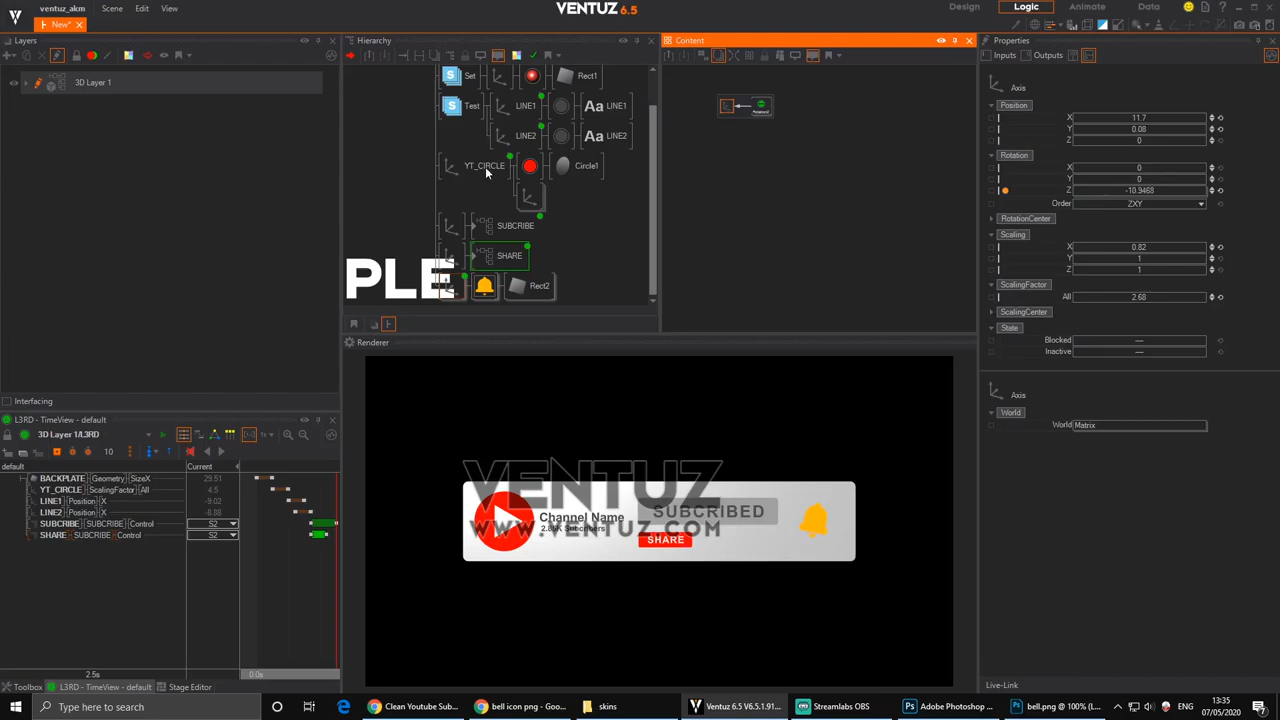 ventuz_akm Scene Edit View VENTUZ 6.5 Design Logic Animate Data
New*
Layers Hierarchy Content Properties
Inputs Outputs
3D Layer 1
S Set Rect1
S Test LINE1 Aa LINE1
LINE2 Aa LINE2
YT_CIRCLE Circle1
SUBCRIBE
SHARE
PLE Rect2
Axis
Position
X 11.7
Y 0.08
Z 0
Rotation
X 0
Y 0
Z -10.9468
Order ZXY
RotationCenter
Scaling
X 0.82
Y 1
Z 1
ScalingFactor
All 2.68
ScalingCenter
State
Blocked —
Inactive —
Axis
World
World Matrix
Live-Link
Renderer
VENTUZ
SUBCRIBED
Channel Name
WWW.VENTUZ.COM
SHARE
Interfacing
L3RD - TimeView - default
3D Layer 1/L3RD
10
default Current
BACKPLATE Geometry SizeX 29.51
YT_CIRCLE ScalingFactor All 4.5
LINE1 Position X -9.02
LINE2 Position X -8.88
SUBCRIBE SUBCRIBE Control S2
SHARE SUBCRIBE Control S2
2.5s 0.0s
Toolbox L3RD - TimeView - default Stage Editor
Type here to search
Clean Youtube Sub...
bell icon png - Goo...
skins
Ventuz 6.5 V6.5.1.91...
Streamlabs OBS
Adobe Photoshop ...
bell.png @ 100% (L...
ENG
13:35
07/05/2020